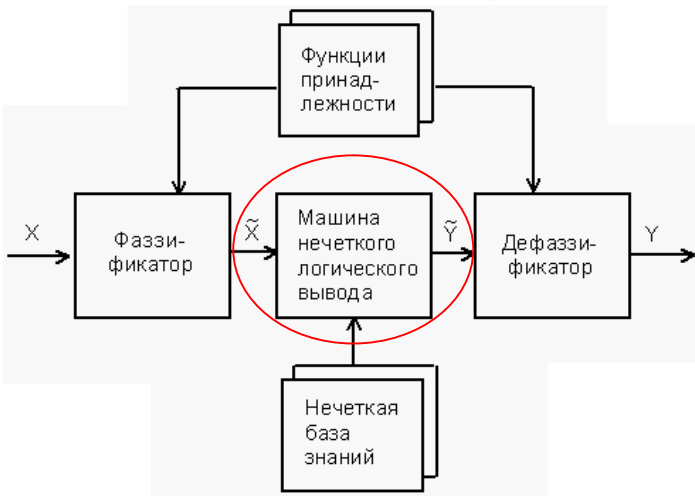 Функции
принад-
лежности
X
Фаззи-
фикатор
X̃
Машина
нечеткого
логического
вывода
Ỹ
Дефаззи-
фикатор
Y
Нечеткая
база
знаний